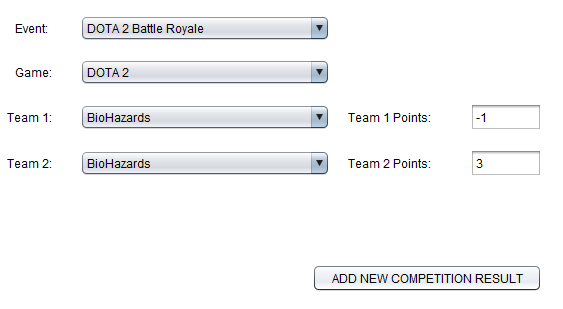 Event: DOTA 2 Battle Royale
Game: DOTA 2
Team 1: BioHazards Team 1 Points: -1
Team 2: BioHazards Team 2 Points: 3
ADD NEW COMPETITION RESULT